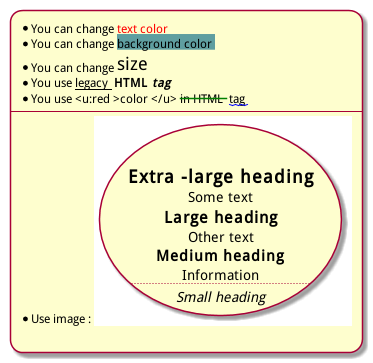 • You can change text color
• You can change background color
• You can change size
• You use legacy HTML tag
• You use <u:red >color </u> in HTML tag
Extra -large heading
Some text
Large heading
Other text
Medium heading
Information
Small heading
• Use image :